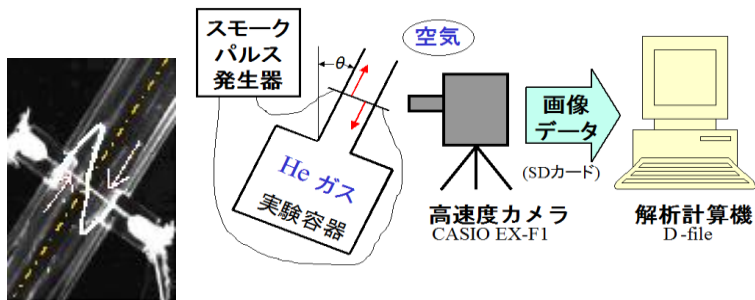 スモーク
パルス
発生器
θ
空気
He ガス
実験容器
画像
データ
(SDカード)
高速度カメラ
CASIO EX-F1
解析計算機
D-file